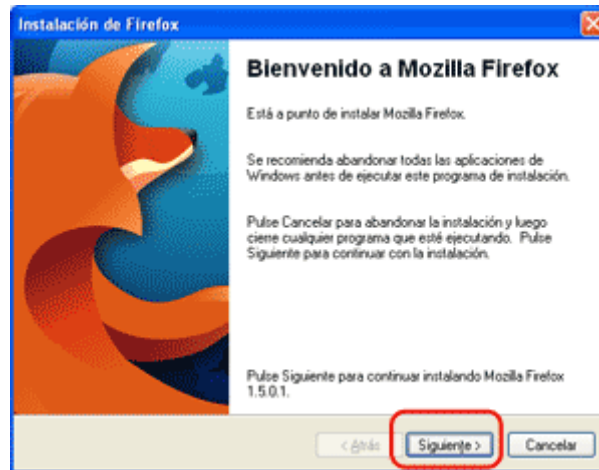 Instalación de Firefox
Bienvenido a Mozilla Firefox
Está a punto de instalar Mozilla Firefox.
Se recomienda abandonar todas las aplicaciones de
Windows antes de ejecutar este programa de instalación.
Pulse Cancelar para abandonar la instalación y luego
cierre cualquier programa que esté ejecutando. Pulse
Siguiente para continuar con la instalación.
Pulse Siguiente para continuar instalando Mozilla Firefox
1.5.0.1.
< Atrás
Siguiente >
Cancelar